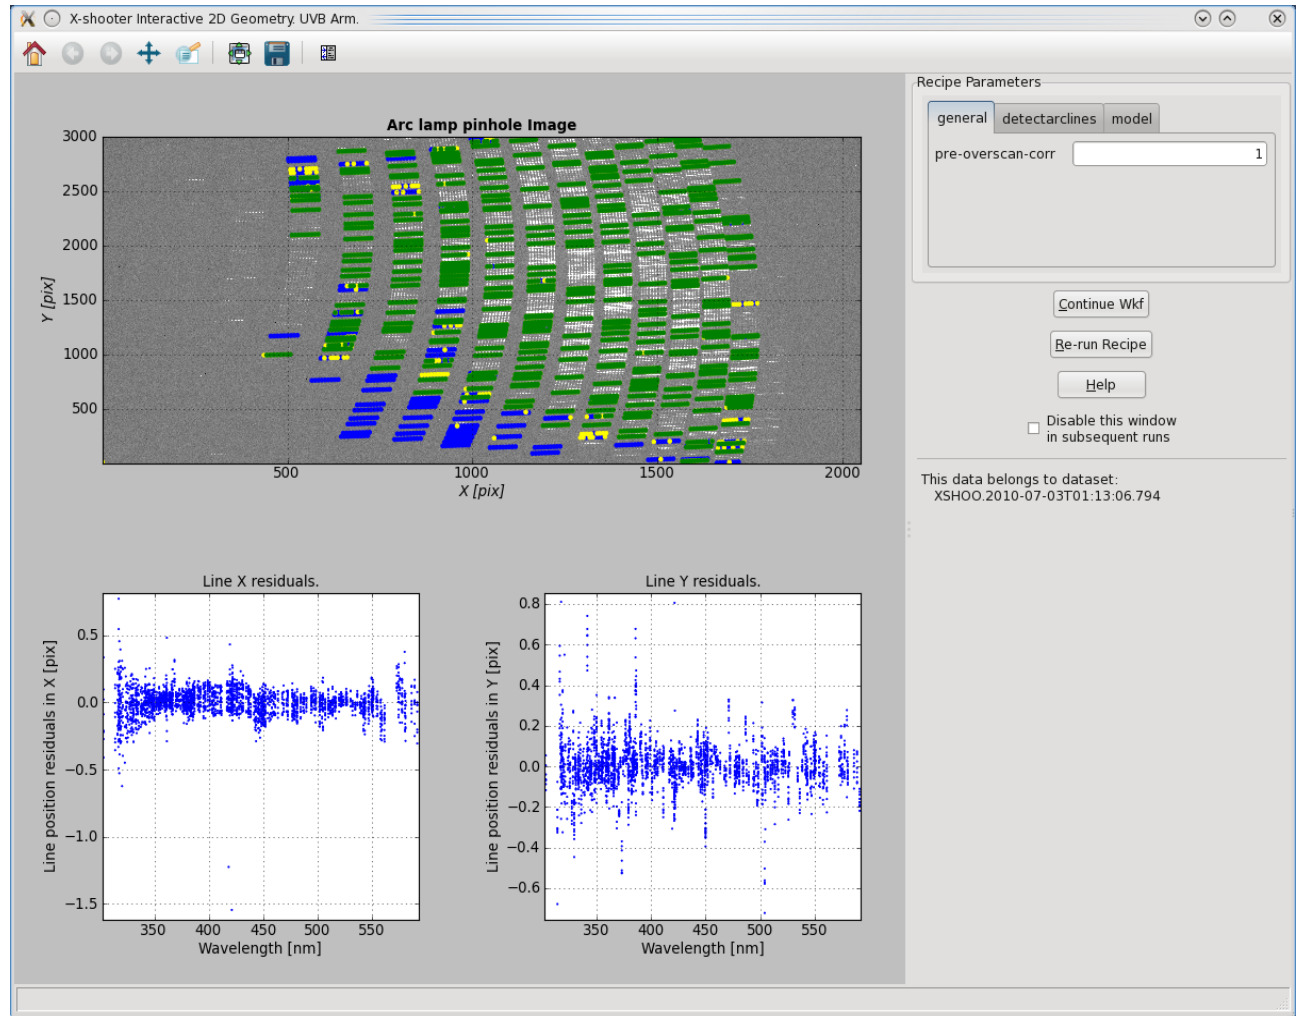 X-shooter Interactive 2D Geometry. UVB Arm.
Arc lamp pinhole Image
3000
2500
2000
1500
1000
500
Y [pix]
500
1000
1500
2000
X [pix]
Line X residuals.
0.5
0.0
−0.5
−1.0
−1.5
Line position residuals in X [pix]
350
400
450
500
550
Wavelength [nm]
Line Y residuals.
0.8
0.6
0.4
0.2
0.0
−0.2
−0.4
−0.6
Line position residuals in Y [pix]
350
400
450
500
550
Wavelength [nm]
Recipe Parameters
general
detectarclines
model
pre-overscan-corr
1
Continue Wkf
Re-run Recipe
Help
Disable this window
in subsequent runs
This data belongs to dataset:
XSHOO.2010-07-03T01:13:06.794